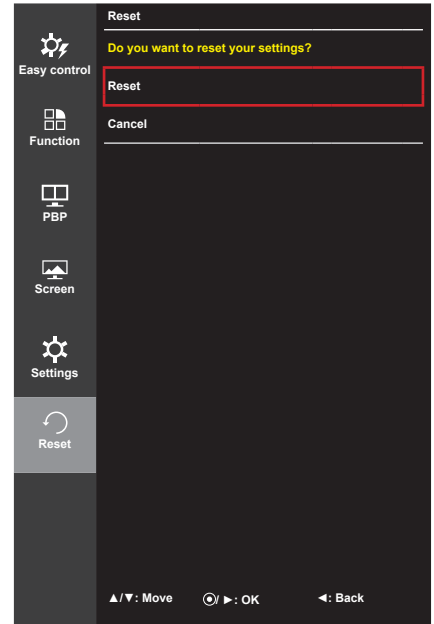 Reset
Do you want to reset your settings?
Reset
Cancel
Easy control
Function
PBP
Screen
Settings
Reset
▲/▼: Move ◉/ ►: OK ◄: Back